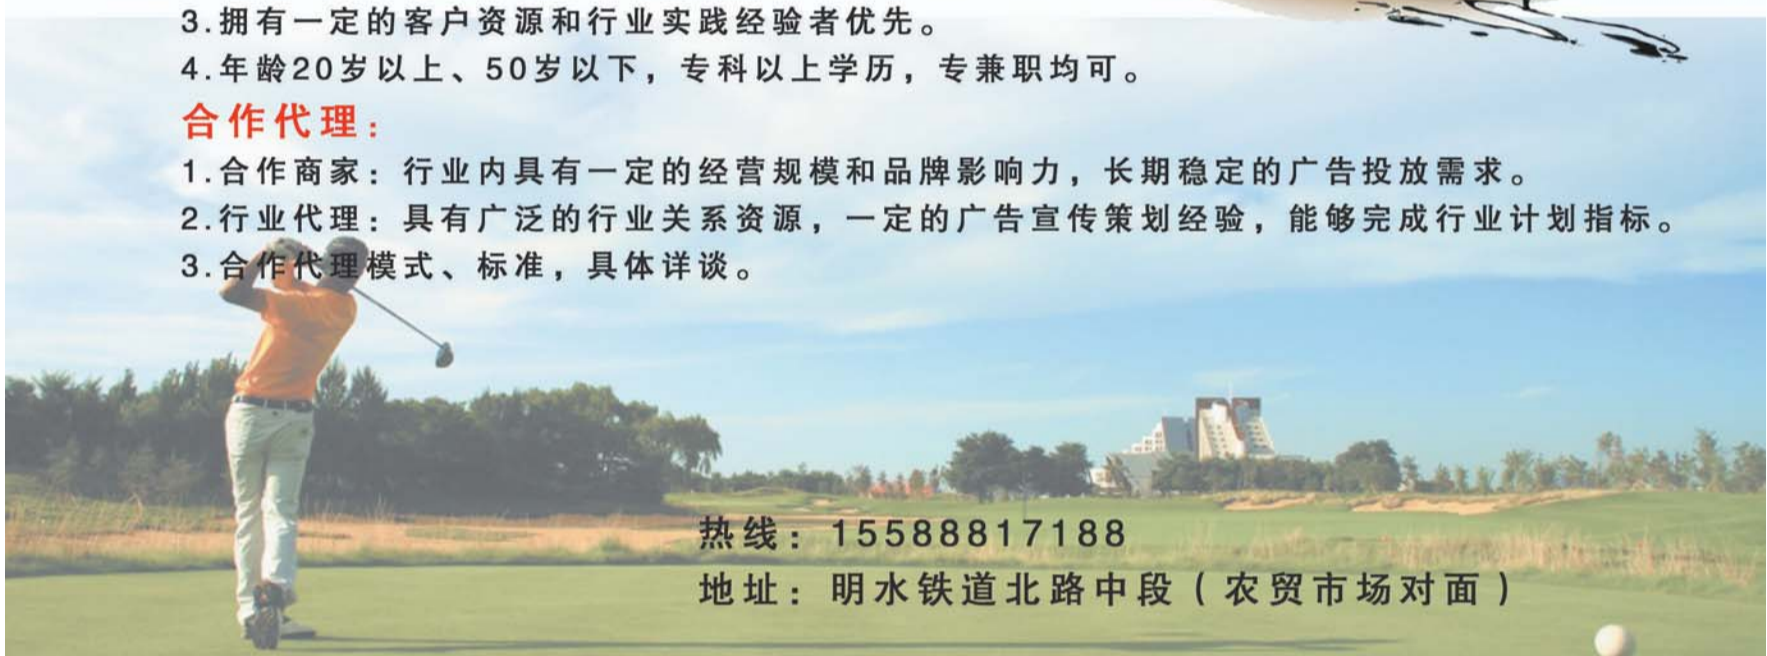 3.拥有一定的客户资源和行业实践经验者优先。
4.年龄20岁以上、50岁以下，专科以上学历，专兼职均可。
合作代理：
1.合作商家：行业内具有一定的经营规模和品牌影响力，长期稳定的广告投放需求。
2.行业代理：具有广泛的行业关系资源，一定的广告宣传策划经验，能够完成行业计划指标。
3.合作代理模式、标准，具体详谈。
热线：15588817188
地址：明水铁道北路中段（农贸市场对面）